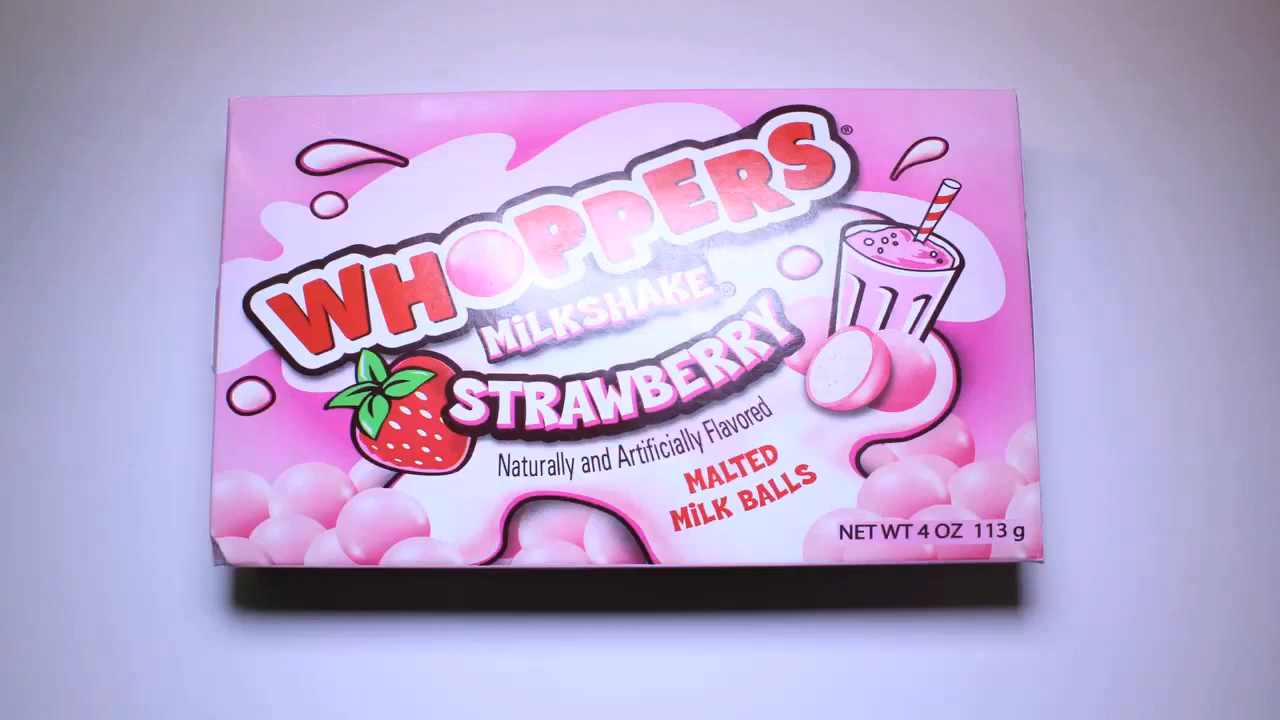 WHOPPERS®
MiLKSHAKE®
STRAWBERRY
Naturally and Artificially Flavored
MALTED
MiLK BALLS
NET WT 4 OZ 113 g